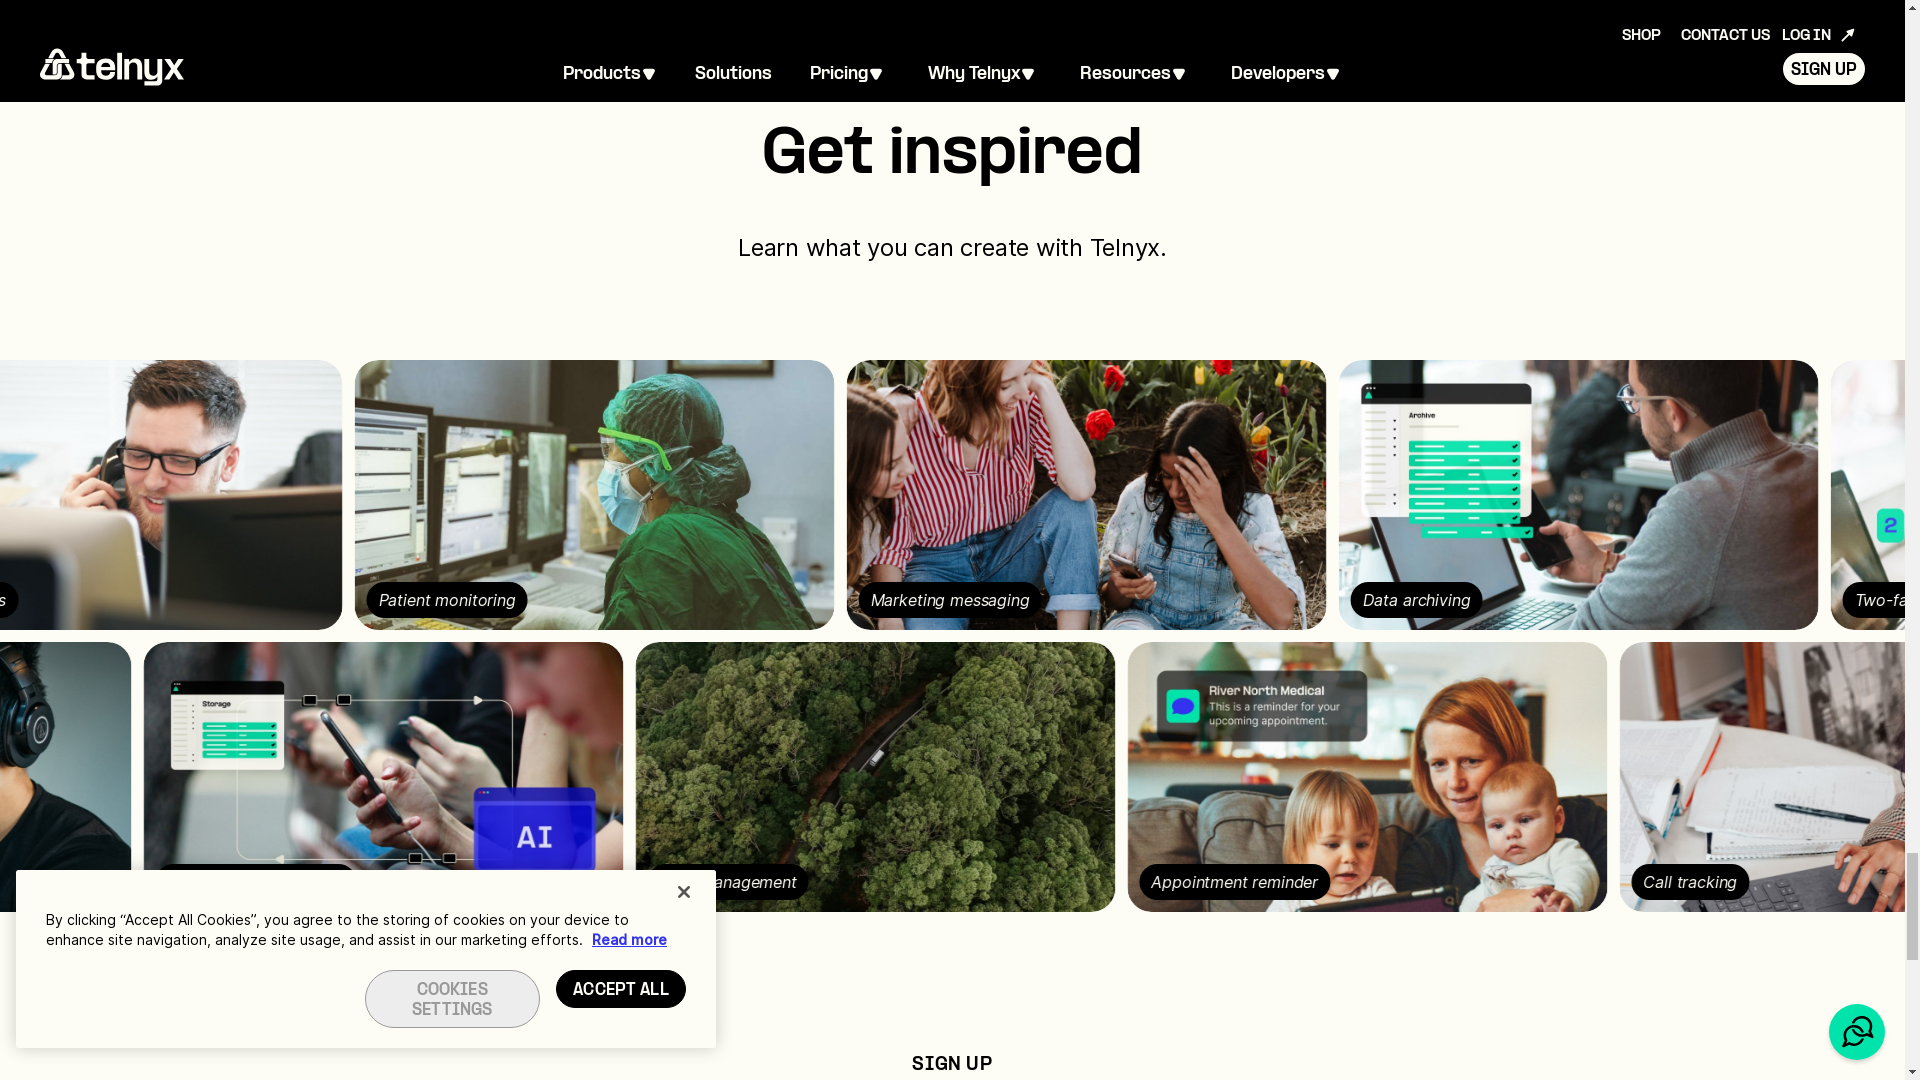 SHOP CONTACT US LOG IN
telnyx
Products Solutions Pricing Why Telnyx Resources Developers
SIGN UP
Get inspired
Learn what you can create with Telnyx.
Archive
Patient monitoring
Marketing messaging
Data archiving
2
Storage
AI
River North Medical
This is a reminder for your
upcoming appointment.
Appointment reminder
Call tracking
By clicking “Accept All Cookies”, you agree to the storing of cookies on your device to
enhance site navigation, analyze site usage, and assist in our marketing efforts. Read more
COOKIES
SETTINGS
ACCEPT ALL
SIGN UP